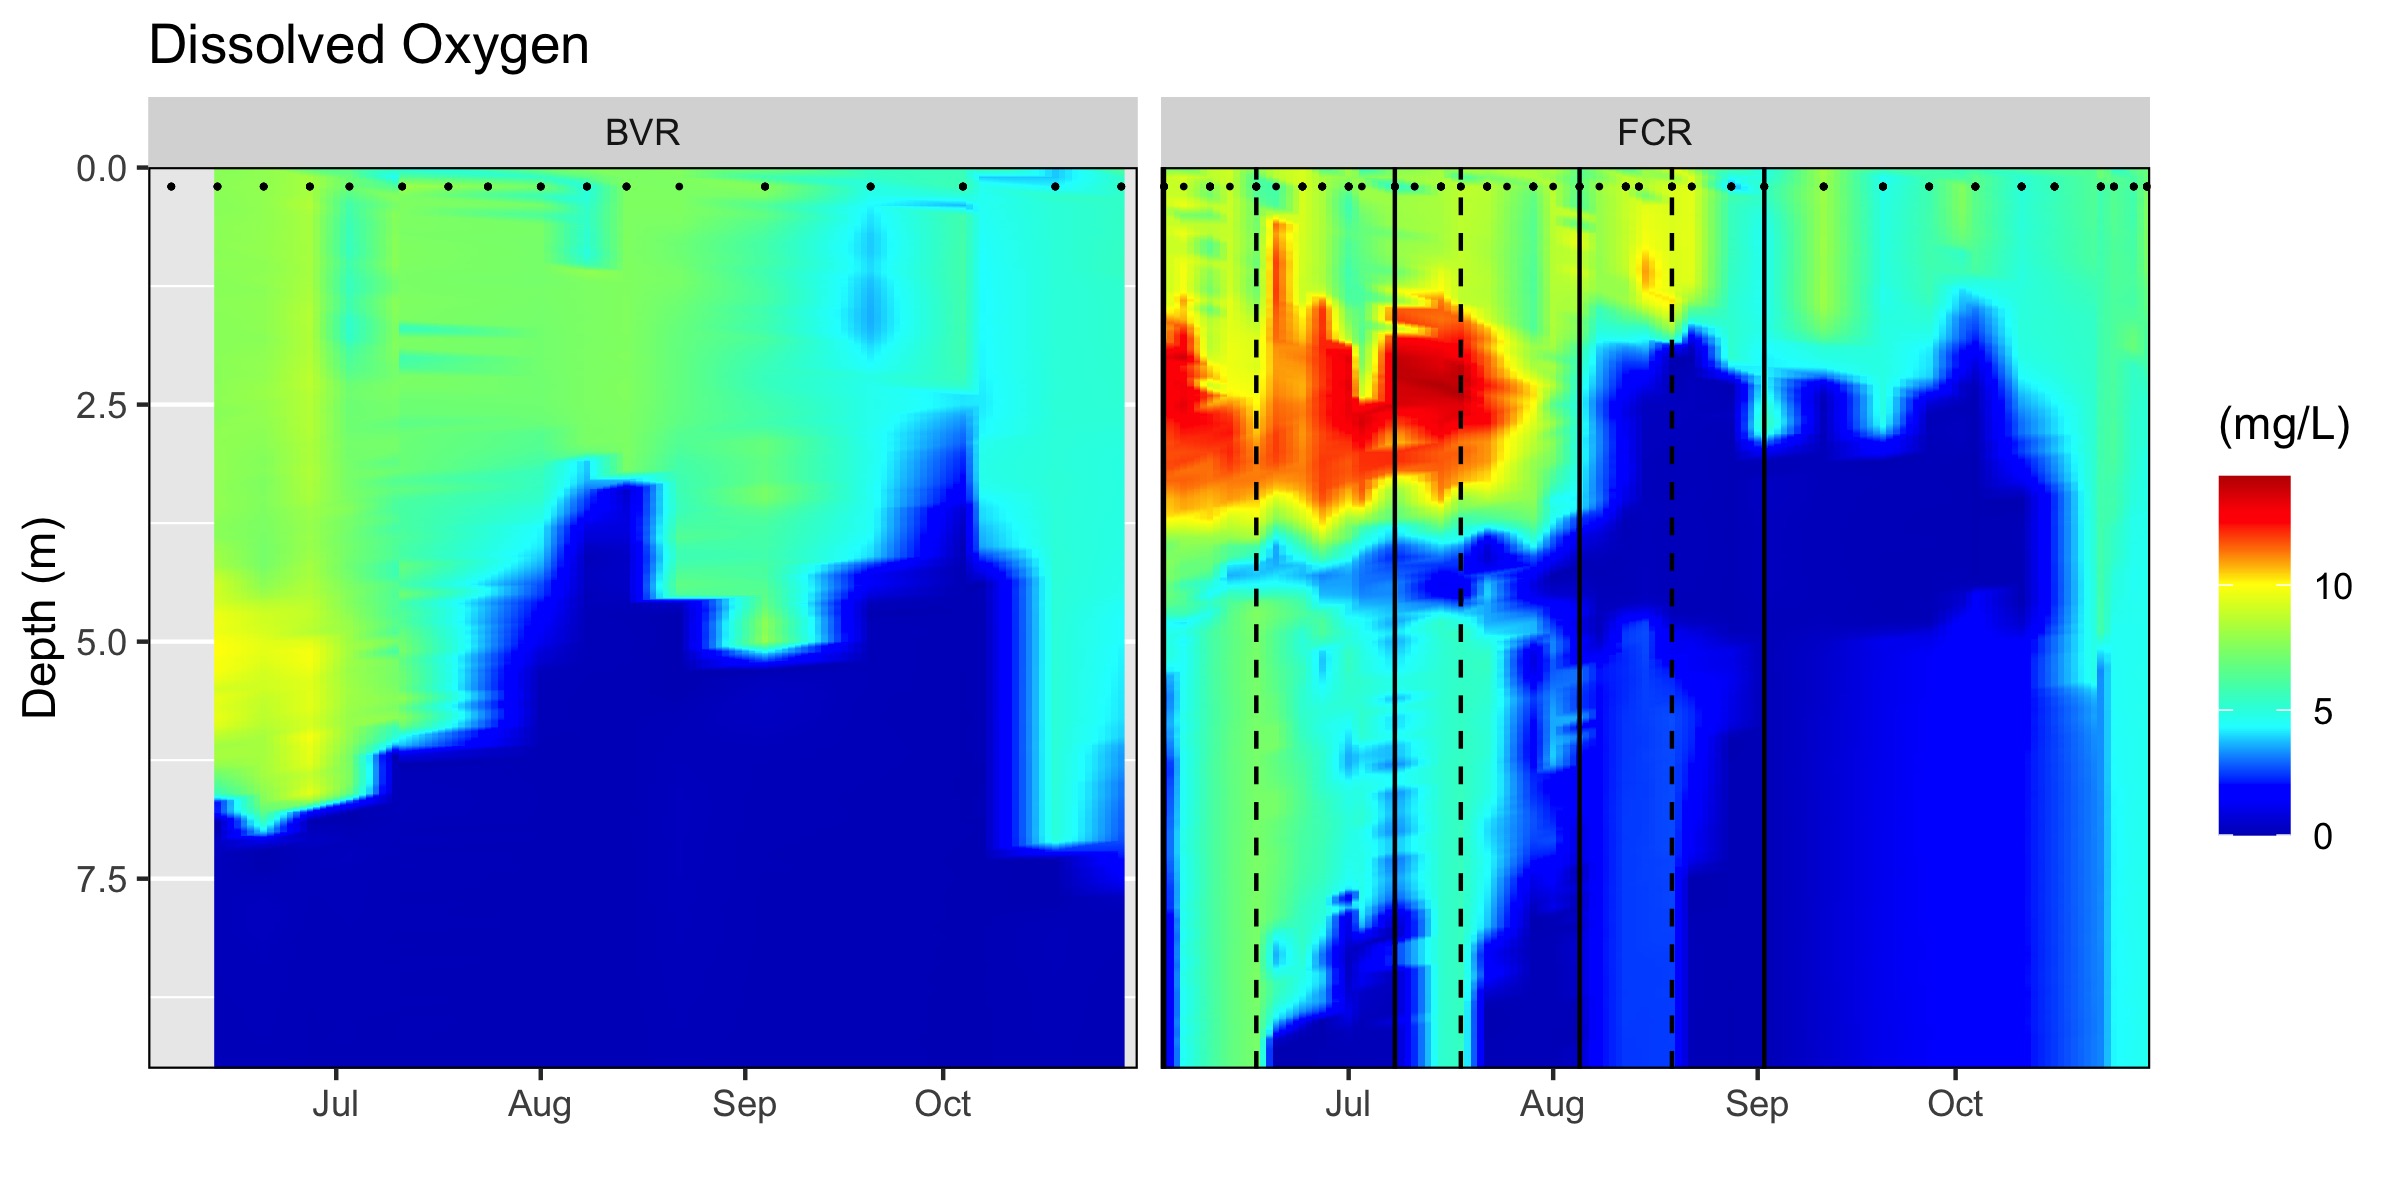 Dissolved Oxygen
BVR
FCR
0.0
2.5
5.0
7.5
Depth (m)
Jul
Aug
Sep
Oct
Jul
Aug
Sep
Oct
(mg/L)
10
5
0